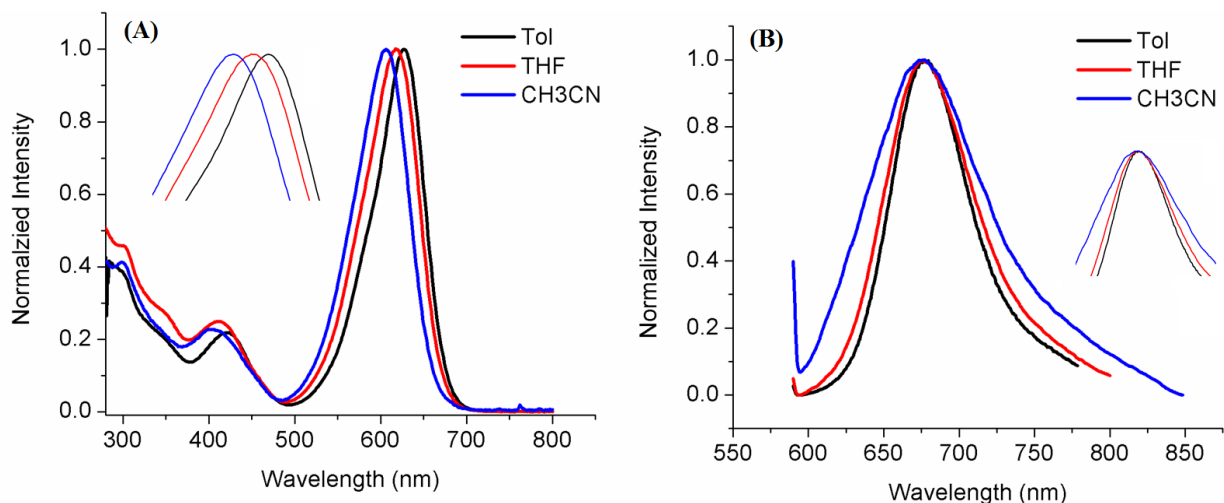 (A)
Tol
THF
CH3CN
Normalzied Intensity
1.0
0.8
0.6
0.4
0.2
0.0
300 400 500 600 700 800
Wavelength (nm)
(B)
Tol
THF
CH3CN
Normalized Intensity
1.0
0.8
0.6
0.4
0.2
0.0
550 600 650 700 750 800 850
Wavelength (nm)